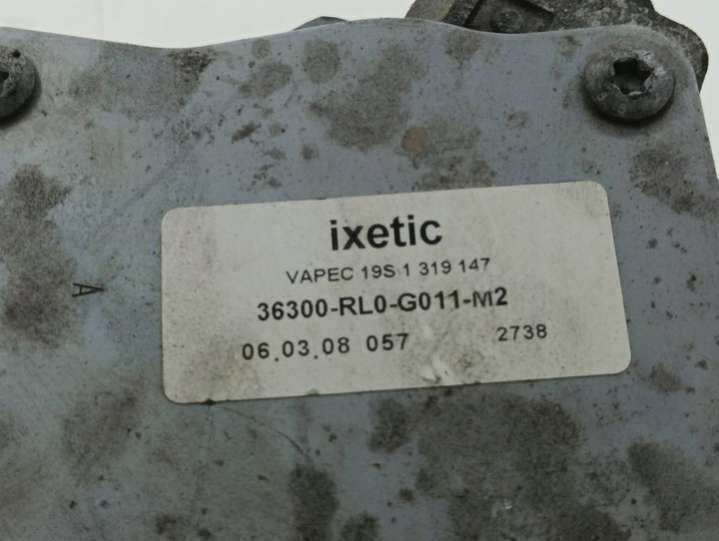 ixetic
VAPEC 19S 1 319 147
36300-RL0-G011-M2
06.03.08 057 2738
A